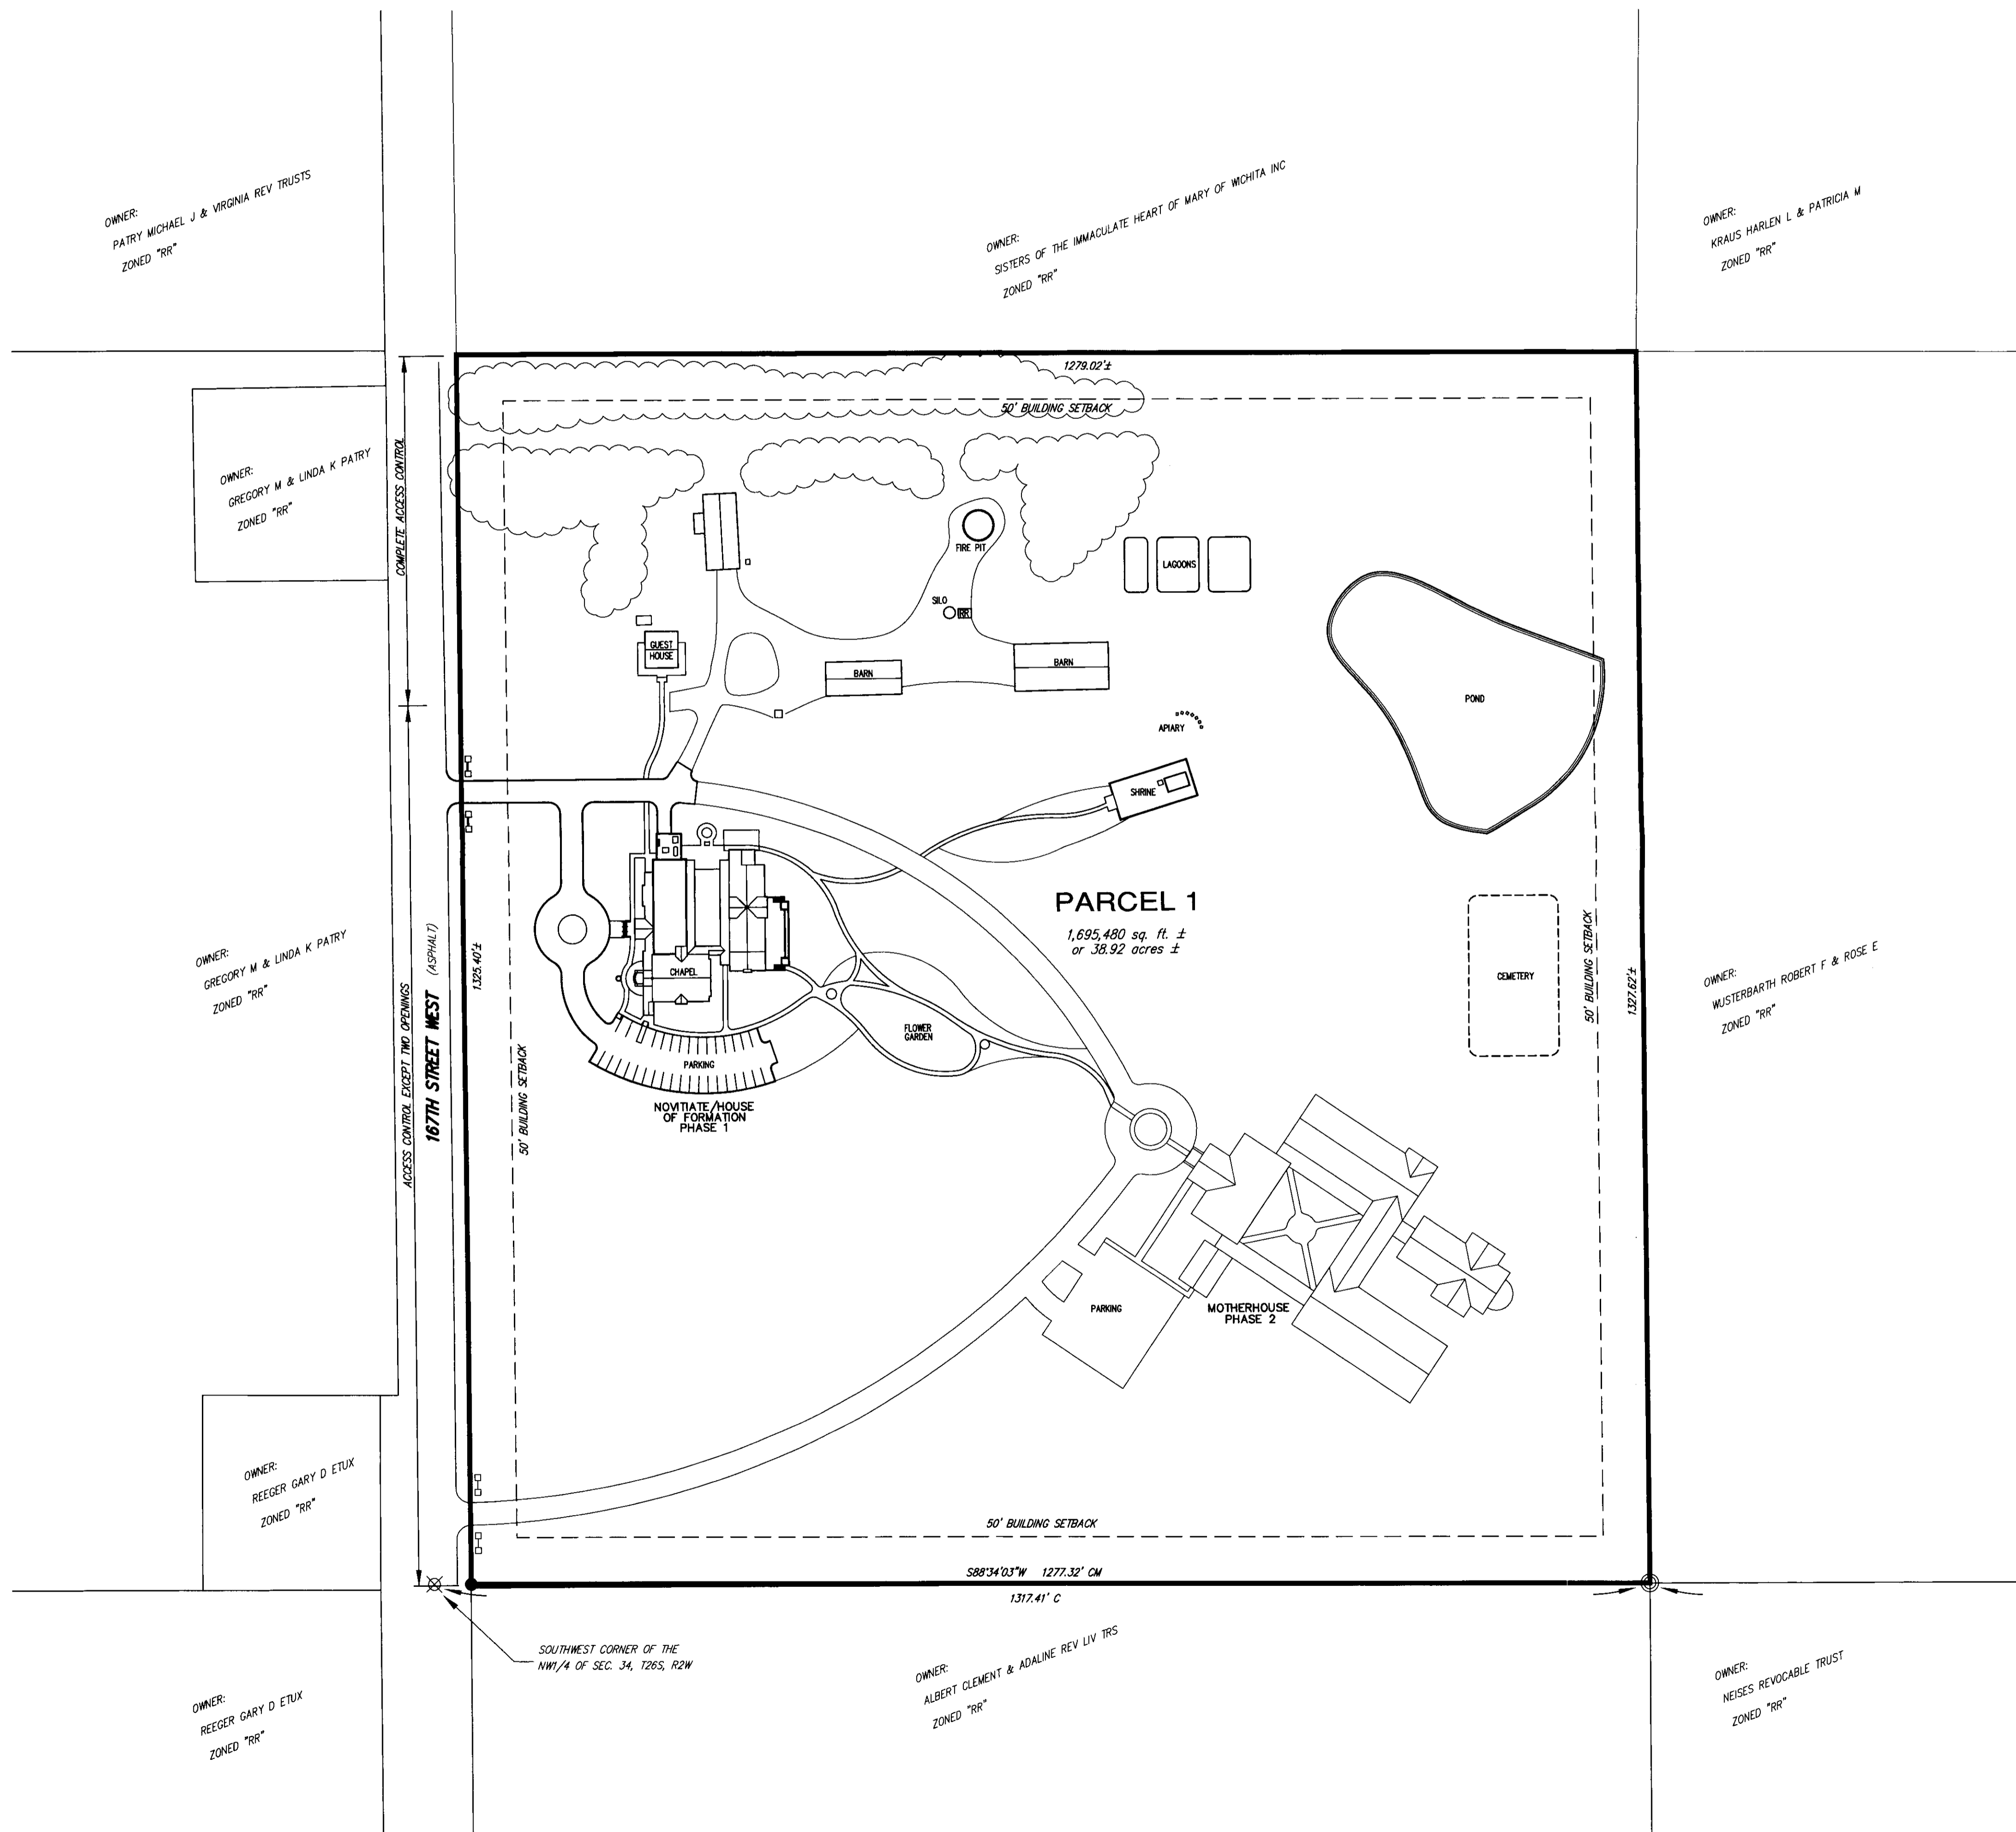 OWNER:
PATRY MICHAEL J & VIRGINIA REV TRUSTS
ZONED "RR"
OWNER:
SISTERS OF THE IMMACULATE HEART OF MARY OF WICHITA INC
ZONED "RR"
OWNER:
KRAUS HARLEN L & PATRICIA M
ZONED "RR"
1279.02'±
50' BUILDING SETBACK
OWNER:
GREGORY M & LINDA K PATRY
ZONED "RR"
COMPLETE ACCESS CONTROL
FIRE PIT
LAGOONS
SILO
RR
GUEST
HOUSE
BARN
BARN
POND
APIARY
SHRINE
PARCEL 1
1,695,480 sq. ft. ±
or 38.92 acres ±
OWNER:
GREGORY M & LINDA K PATRY
ZONED "RR"
ACCESS CONTROL EXCEPT TWO OPENINGS
167TH STREET WEST (ASPHALT)
1325.40'±
50' BUILDING SETBACK
CHAPEL
FLOWER
GARDEN
PARKING
NOVITIATE/HOUSE
OF FORMATION
PHASE 1
CEMETERY
50' BUILDING SETBACK
1327.62'±
OWNER:
WUSTERBARTH ROBERT F & ROSE E
ZONED "RR"
PARKING
MOTHERHOUSE
PHASE 2
OWNER:
REEGER GARY D ETUX
ZONED "RR"
50' BUILDING SETBACK
S88°34'03"W 1277.32' CM
1317.41' C
SOUTHWEST CORNER OF THE
NW1/4 OF SEC. 34, T26S, R2W
OWNER:
REEGER GARY D ETUX
ZONED "RR"
OWNER:
ALBERT CLEMENT & ADALINE REV LIV TRS
ZONED "RR"
OWNER:
NEISES REVOCABLE TRUST
ZONED "RR"